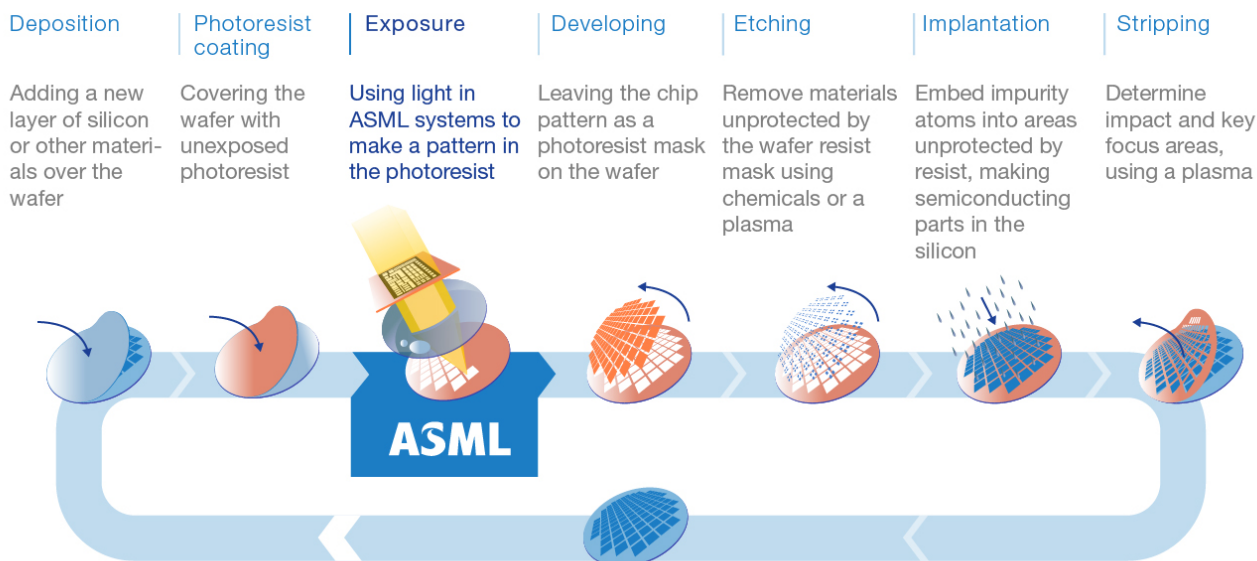 Deposition
Adding a new
layer of silicon
or other materi-
als over the
wafer
Photoresist
coating
Covering the
wafer with
unexposed
photoresist
Exposure
Using light in
ASML systems to
make a pattern in
the photoresist
Developing
Leaving the chip
pattern as a
photoresist mask
on the wafer
Etching
Remove materials
unprotected by
the wafer resist
mask using
chemicals or a
plasma
Implantation
Embed impurity
atoms into areas
unprotected by
resist, making
semiconducting
parts in the
silicon
Stripping
Determine
impact and key
focus areas,
using a plasma
ASML